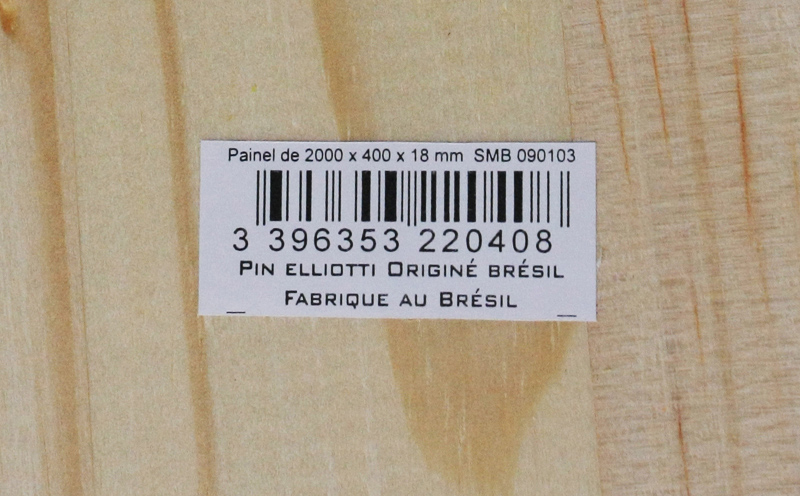 Painel de 2000 x 400 x 18 mm SMB 090103
3 396353 220408
PIN ELLIOTTI ORIGINÉ BRÉSIL
FABRIQUE AU BRÉSIL